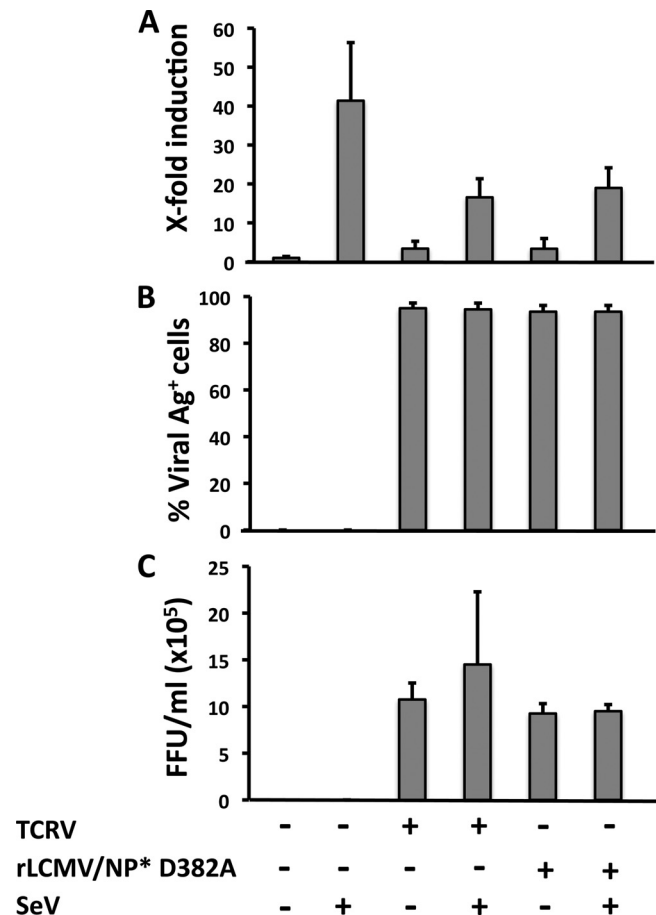 A
X-fold induction
60
50
40
30
20
10
0
B
% Viral Ag⁺ cells
100
80
60
40
20
0
C
FFU/ml (x10⁵)
25
20
15
10
5
0
TCRV - - + + - -
rLCMV/NP* D382A - - - - + +
SeV - + - + - +